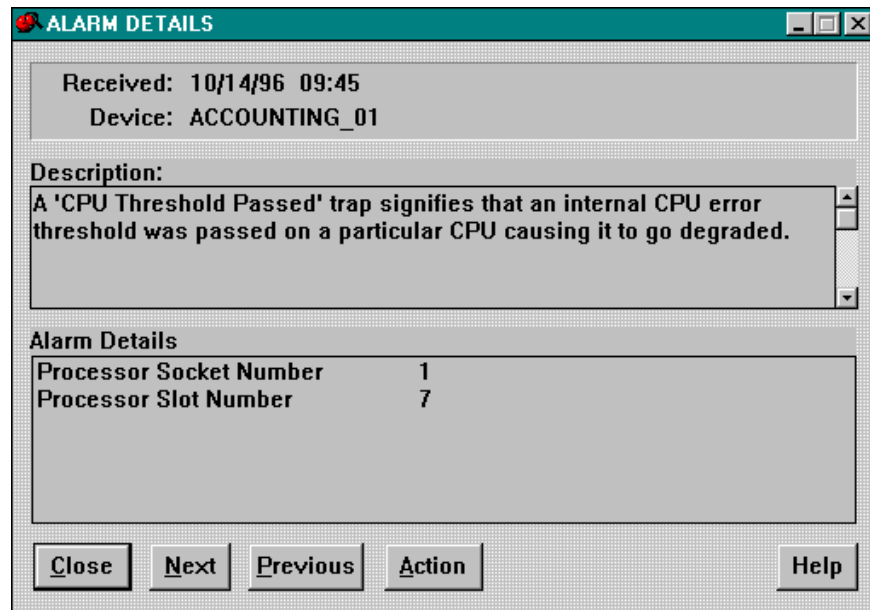 ALARM DETAILS
Received: 10/14/96 09:45
Device: ACCOUNTING_01
Description:
A 'CPU Threshold Passed' trap signifies that an internal CPU error
threshold was passed on a particular CPU causing it to go degraded.
Alarm Details
Processor Socket Number 1
Processor Slot Number 7
Close Next Previous Action Help